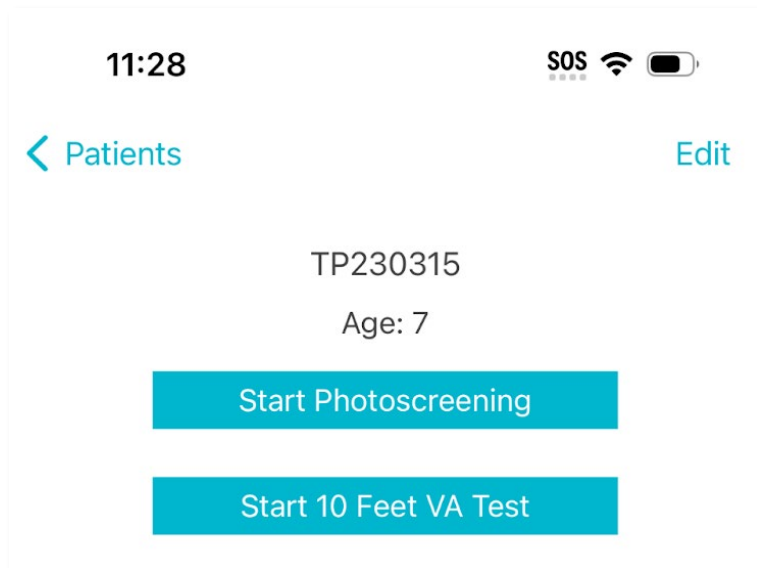 11:28 SOS
Patients Edit
TP230315
Age: 7
Start Photoscreening
Start 10 Feet VA Test